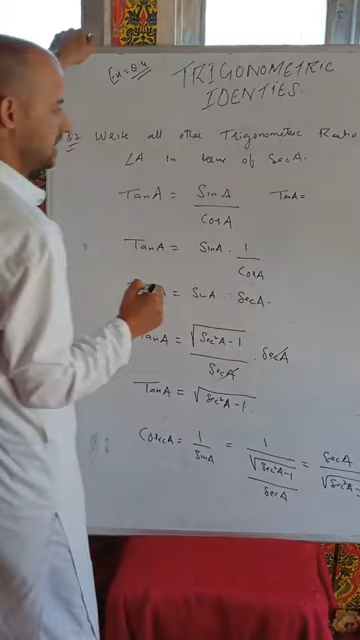 Ex = 8.4
TRIGONOMETRIC
IDENTIES.
Q.2 Write all other Trigonometric Ratio
∠A in terms of SecA.
TanA = SinA / CosA TanA =
TanA = SinA · 1 / CosA
= SinA · SecA.
TanA = √Sec²A-1 / SecA · SecA
TanA = √Sec²A-1.
CosecA = 1 / SinA = 1 / √Sec²A-1 / SecA = SecA / √Sec²A-